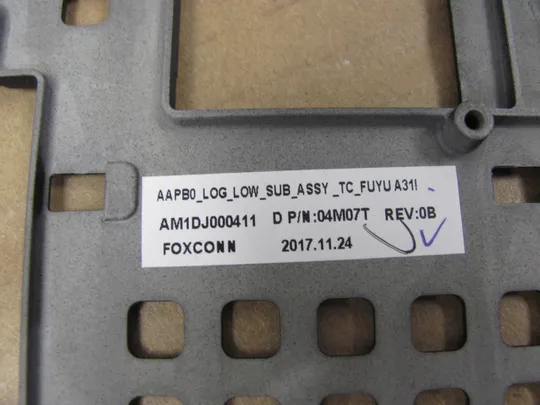 AAPB0_LOG_LOW_SUB_ASSY _TC_FUYU A31!
AM1DJ000411 D P/N:04M07T REV:0B
FOXCONN 2017.11.24